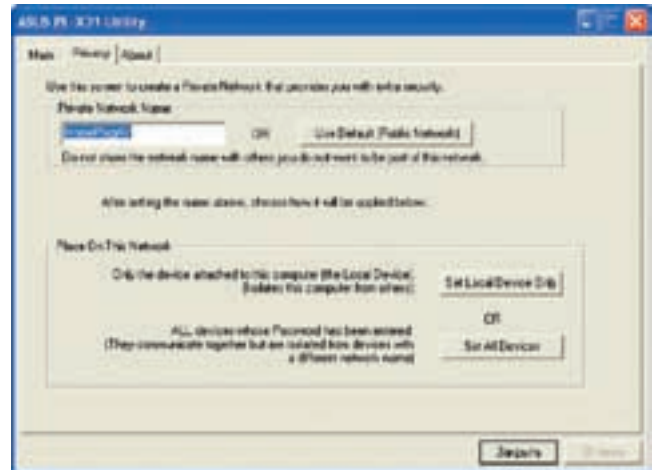 ASUS Pl-X31 Utility
Main Privacy About
Use this screen to create a Private Network that provides you with extra security.
Private Network Name
OR Use Default (Public Network)
Do not share the network name with others you do not want to be part of this network.
After setting the name above, choose how it will be applied below.
Place On This Network
Only the device attached to this computer (the Local Device).
(Isolates this computer from others) Set Local Device Only
OR
ALL devices whose Password has been entered
(They communicate together but are isolated from devices with Set All Devices
a different network name)